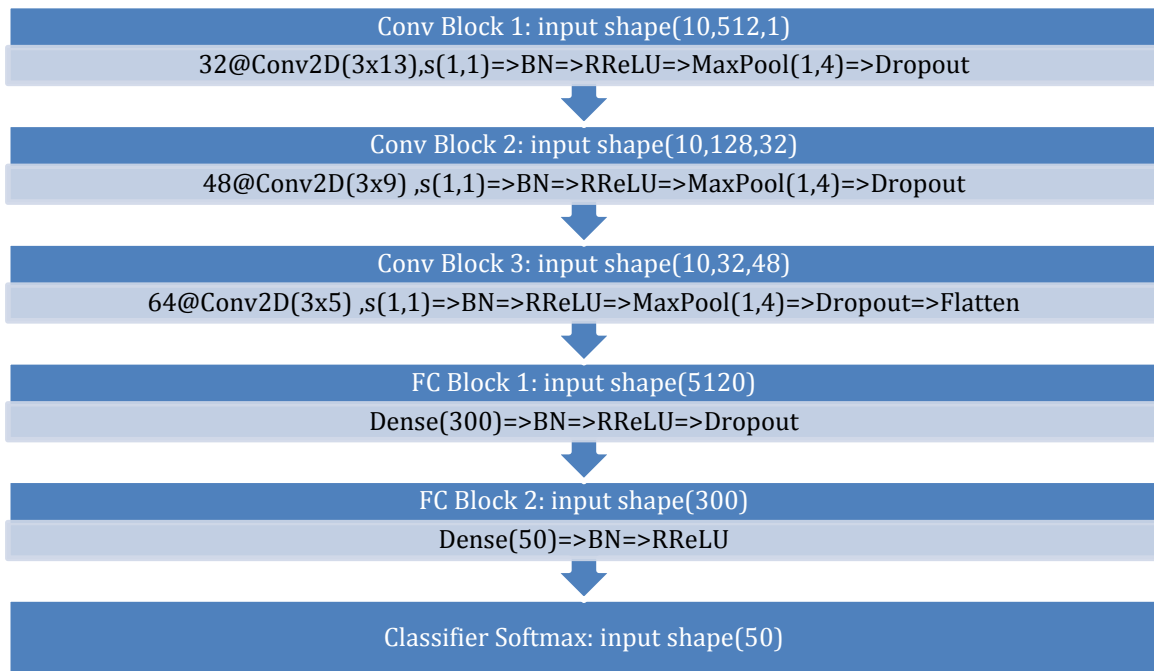 Conv Block 1: input shape(10,512,1)
32@Conv2D(3x13),s(1,1)=>BN=>RReLU=>MaxPool(1,4)=>Dropout
Conv Block 2: input shape(10,128,32)
48@Conv2D(3x9) ,s(1,1)=>BN=>RReLU=>MaxPool(1,4)=>Dropout
Conv Block 3: input shape(10,32,48)
64@Conv2D(3x5) ,s(1,1)=>BN=>RReLU=>MaxPool(1,4)=>Dropout=>Flatten
FC Block 1: input shape(5120)
Dense(300)=>BN=>RReLU=>Dropout
FC Block 2: input shape(300)
Dense(50)=>BN=>RReLU
Classifier Softmax: input shape(50)